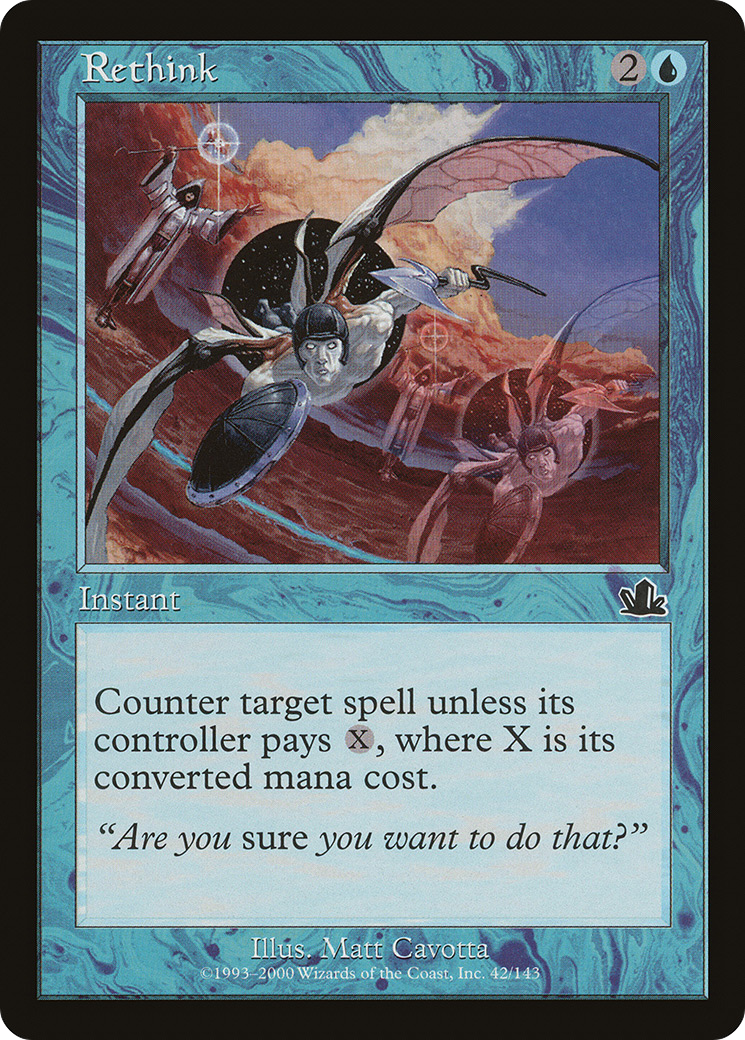 Rethink 2
Instant
Counter target spell unless its
controller pays X, where X is its
converted mana cost.
“Are you sure you want to do that?”
Illus. Matt Cavotta
©1993–2000 Wizards of the Coast, Inc. 42/143